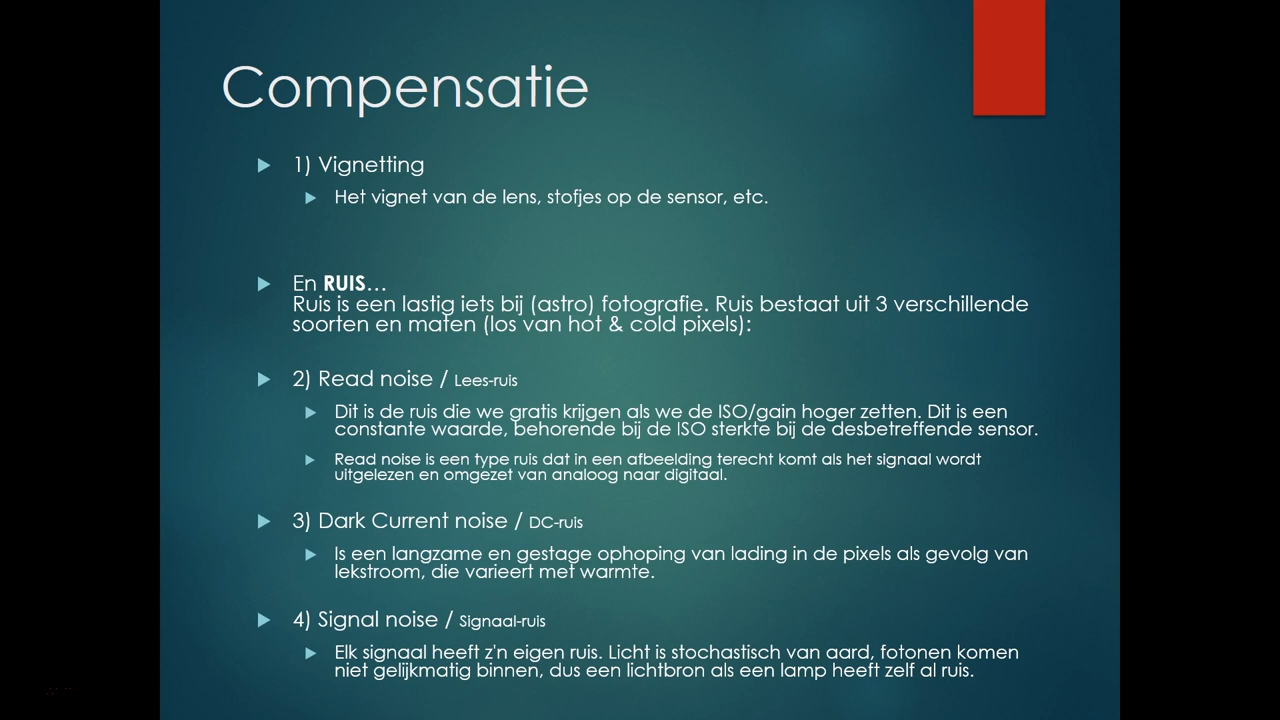 Compensatie
1) Vignetting
Het vignet van de lens, stofjes op de sensor, etc.
En RUIS…
Ruis is een lastig iets bij (astro) fotografie. Ruis bestaat uit 3 verschillende
soorten en maten (los van hot & cold pixels):
2) Read noise / Lees-ruis
Dit is de ruis die we gratis krijgen als we de ISO/gain hoger zetten. Dit is een
constante waarde, behorende bij de ISO sterkte bij de desbetreffende sensor.
Read noise is een type ruis dat in een afbeelding terecht komt als het signaal wordt
uitgelezen en omgezet van analoog naar digitaal.
3) Dark Current noise / DC-ruis
Is een langzame en gestage ophoping van lading in de pixels als gevolg van
lekstroom, die varieert met warmte.
4) Signal noise / Signaal-ruis
Elk signaal heeft z'n eigen ruis. Licht is stochastisch van aard, fotonen komen
niet gelijkmatig binnen, dus een lichtbron als een lamp heeft zelf al ruis.